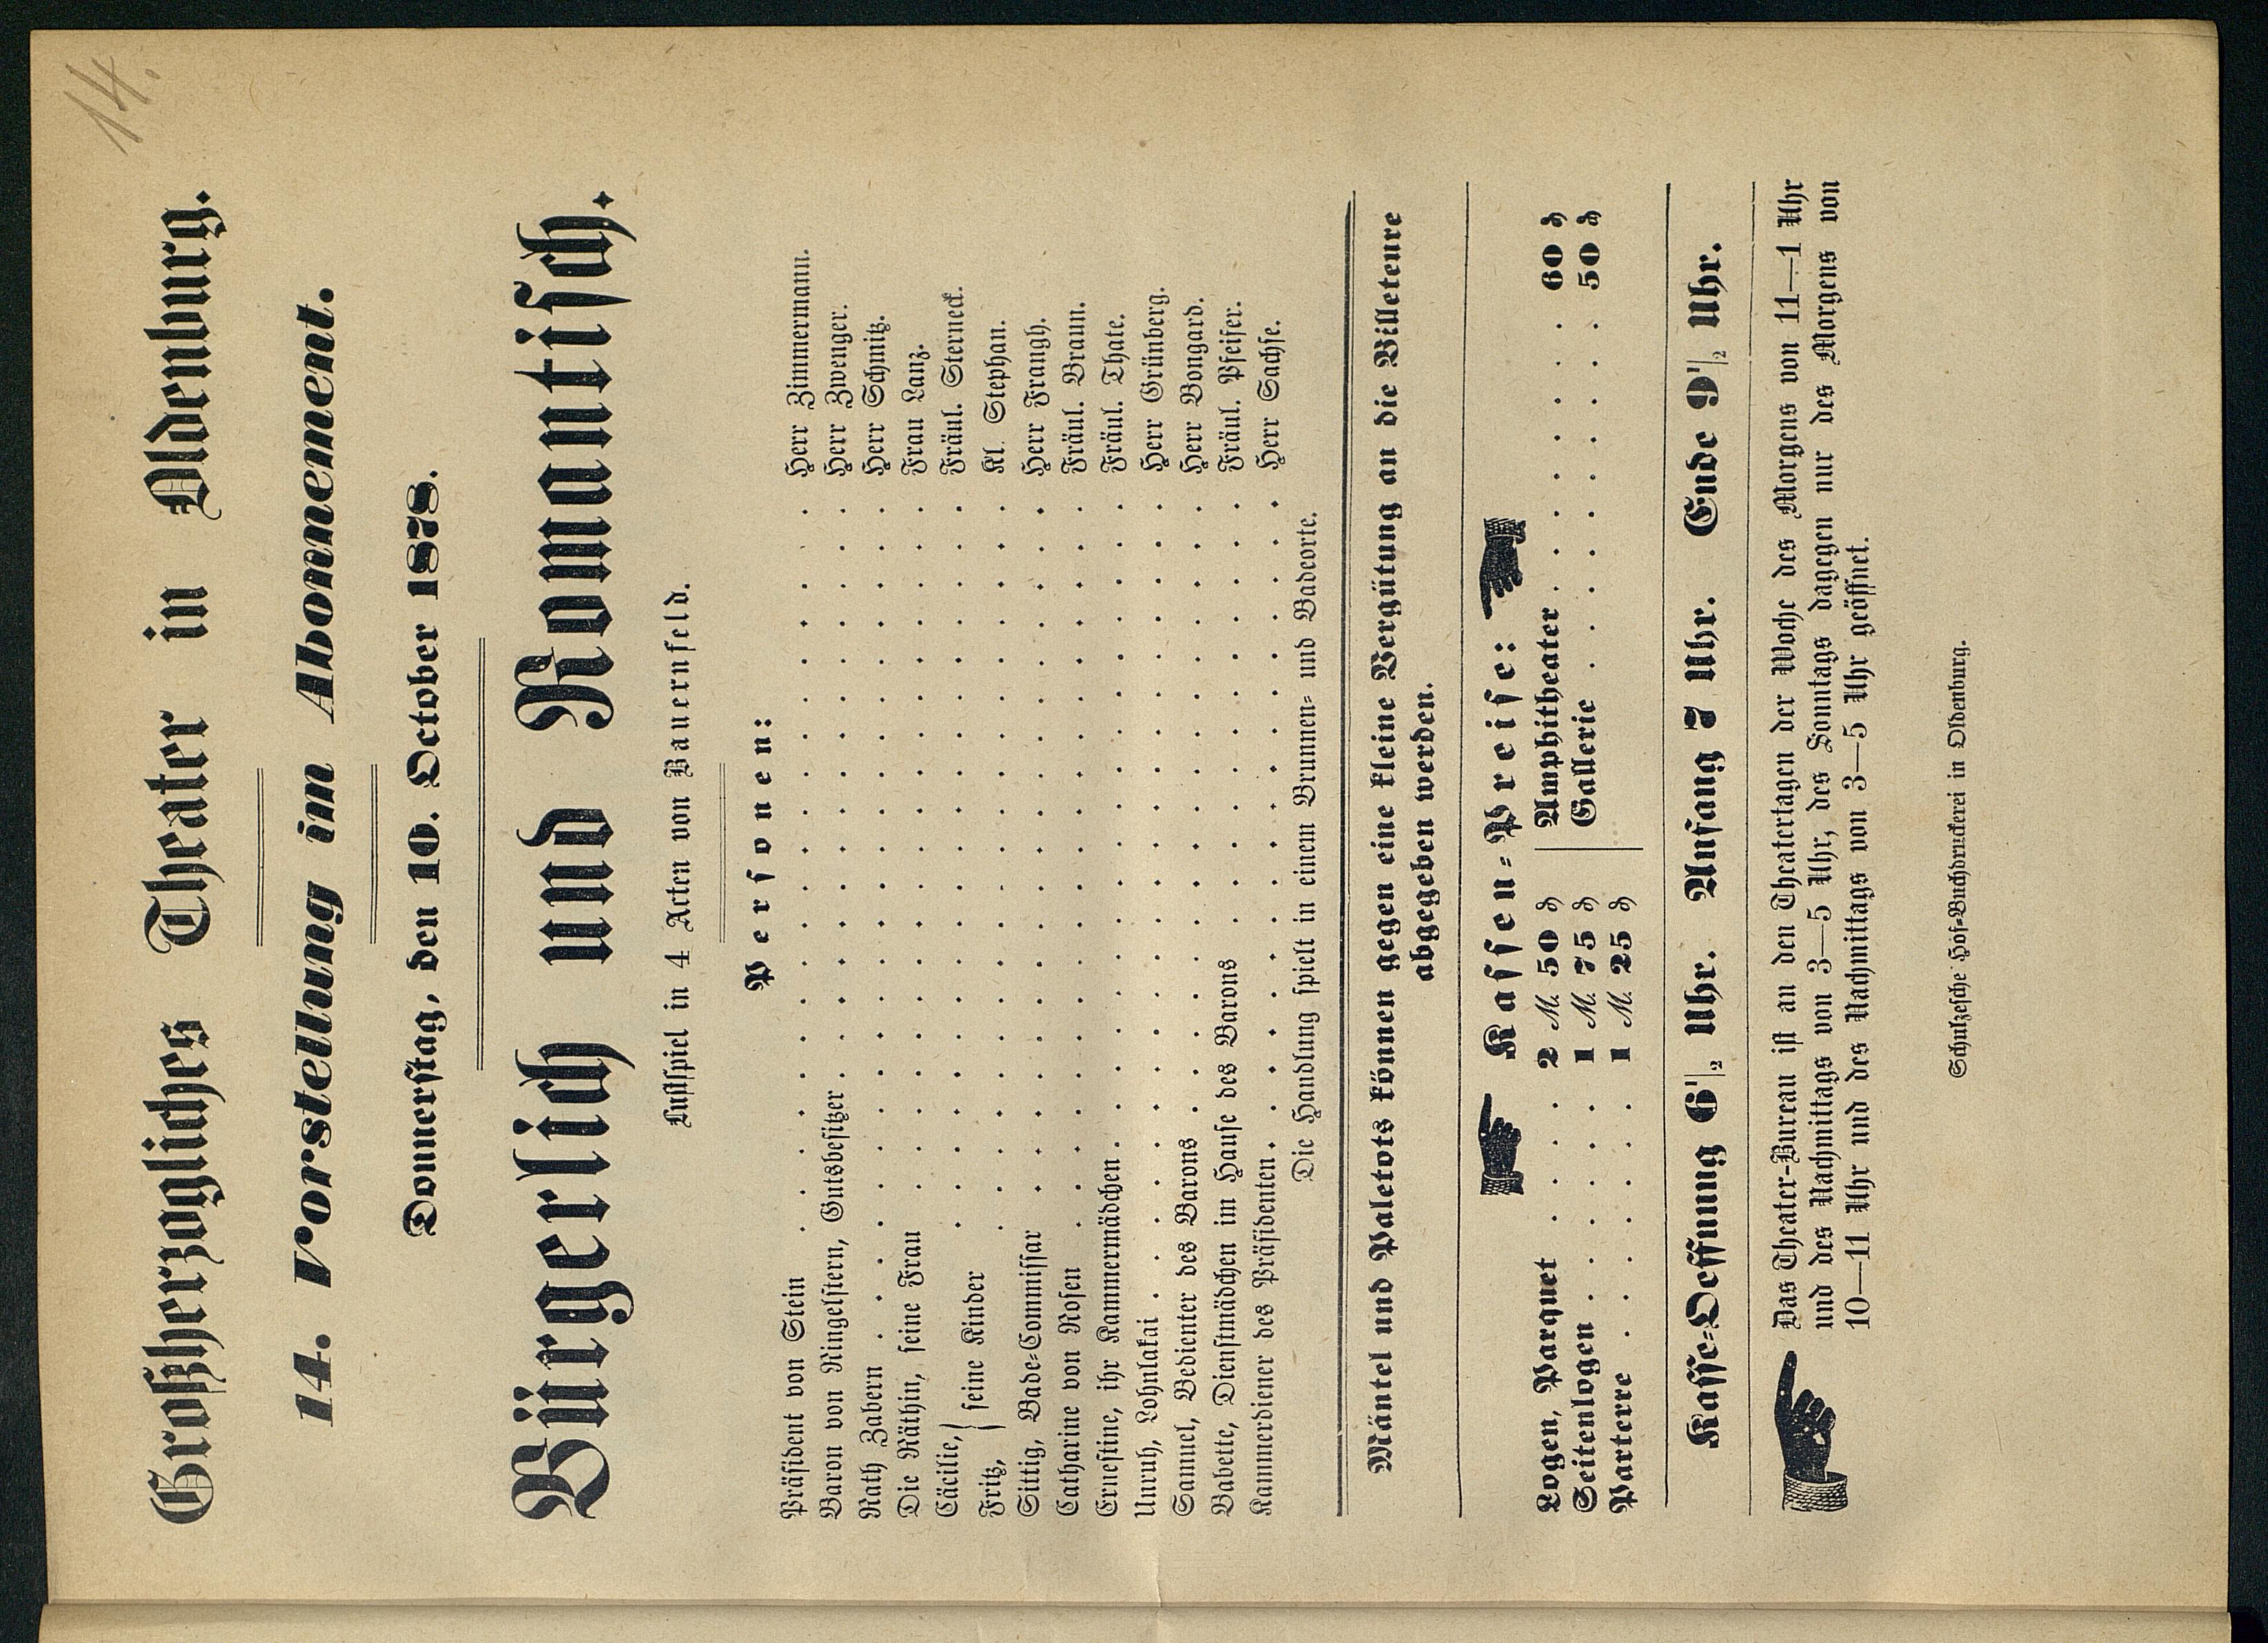 14.
Großherzogliches Theater in Oldenburg.
14. Vorstellung im Abonnement.
Donnerstag, den 10. October 1878.
Bürgerlich und Romantisch.
Lustspiel in 4 Acten von Bauernfeld.
Personen:
Präsident von Stein . . . . . . . . . . . . . . . . . . . Herr Zimmermann.
Baron von Ringelstern, Gutsbesitzer . . . . . . . . . . . . . . . Herr Zwenger.
Rath Zabern . . . . . . . . . . . . . . . . . . . . . . Herr Schmitz.
Die Räthin, seine Frau . . . . . . . . . . . . . . . . . . . Frau Lanz.
Cäcilie, } seine Kinder . . . . . . . . . . . . . . . . . . . Fräul. Sterneck.
Fritz, } . . . . . . . . . . . . . . . . . . . Kl. Stephan.
Sittig, Bade-Commissar . . . . . . . . . . . . . . . . . . . Herr Frangh.
Catharine von Rosen . . . . . . . . . . . . . . . . . . . . Fräul. Braun.
Ernestine, ihr Kammermädchen . . . . . . . . . . . . . . . . . Fräul. Thate.
Unruh, Lohnlakai . . . . . . . . . . . . . . . . . . . . . Herr Grünberg.
Samuel, Bedienter des Barons . . . . . . . . . . . . . . . . . Herr Bongard.
Babette, Dienstmädchen im Hause des Barons . . . . . . . . . . . . Fräul. Pfeifer.
Kammerdiener des Präsidenten . . . . . . . . . . . . . . . . . Herr Sachse.
Die Handlung spielt in einem Brunnen- und Badeorte.
Mäntel und Paletots können gegen eine kleine Vergütung an die Billeteure
abgegeben werden.
Kassen-Preise:
Logen, Parquet . . . . 2 M. 50 ₰ Amphitheater . . . . . . . . 60 ₰
Seitenlogen . . . . . . 1 M. 75 ₰ Gallerie . . . . . . . . . . 50 ₰
Parterre . . . . . . . 1 M. 25 ₰
Kasse-Oeffnung 6 1/2 Uhr. Anfang 7 Uhr. Ende 9 1/2 Uhr.
Das Theater-Bureau ist an den Theatertagen der Woche des Morgens von 11—1 Uhr
und des Nachmittags von 3—5 Uhr, des Sonntags dagegen nur des Morgens von
10—11 Uhr und des Nachmittags von 3—5 Uhr geöffnet.
Schulzesche Hof-Buchdruckerei in Oldenburg.